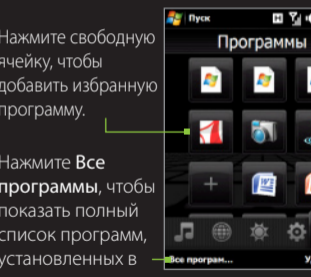 Нажмите свободную
ячейку, чтобы
добавить избранную
программу.
Нажмите Все
программы, чтобы
показать полный
список программ,
установленных в
Пуск
Программы
Все програм...